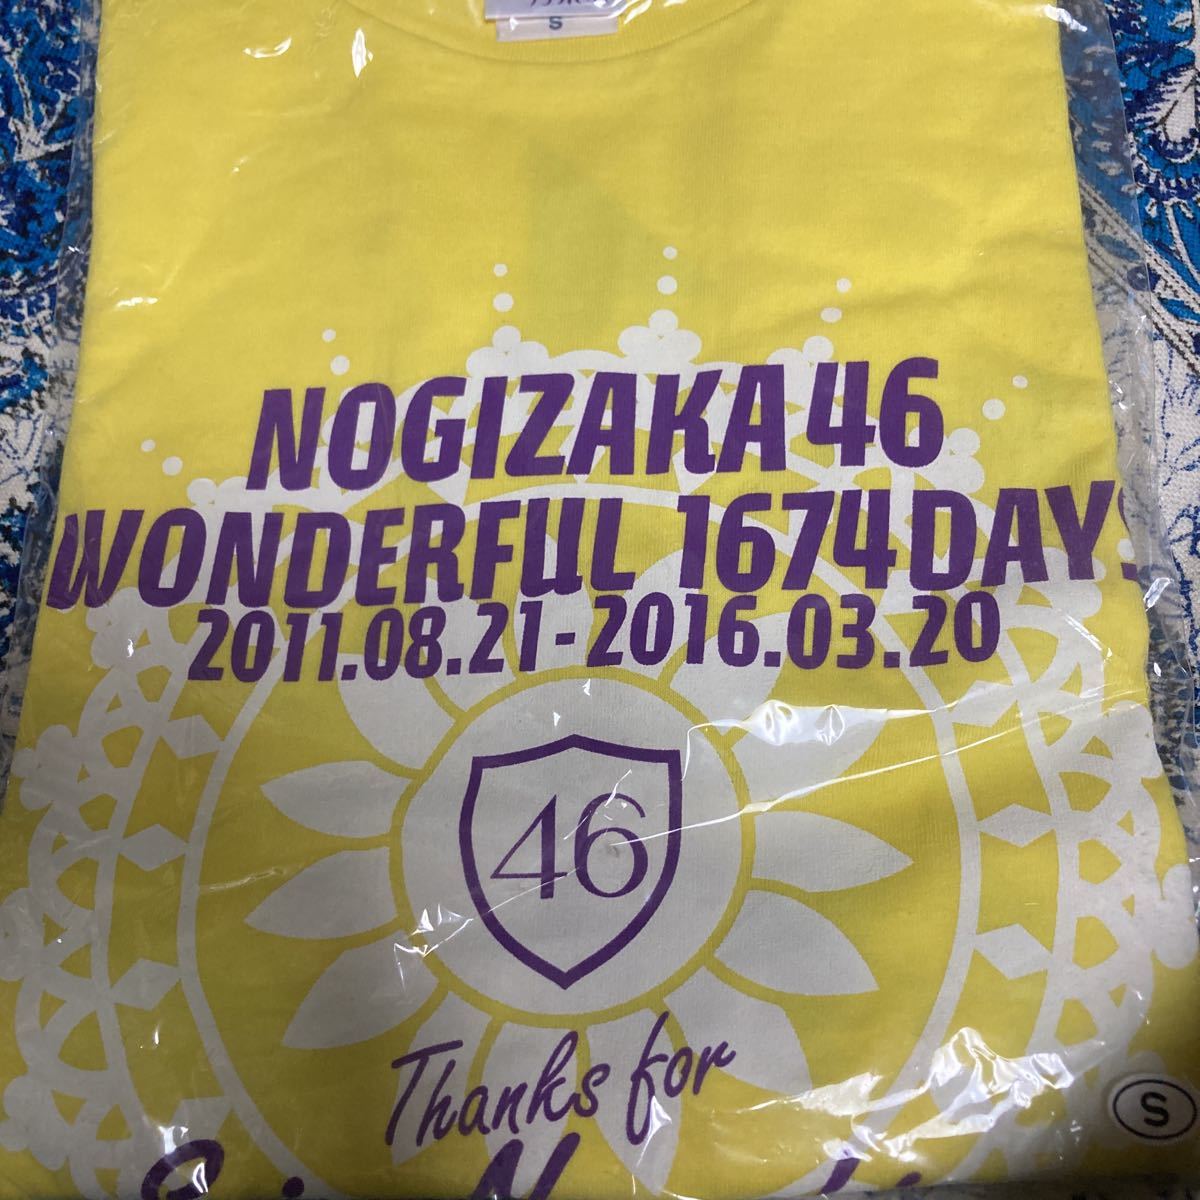 S
NOGIZAKA46
WONDERFUL 1674DAYS
2011.08.21-2016.03.20
46
Thanks for
S